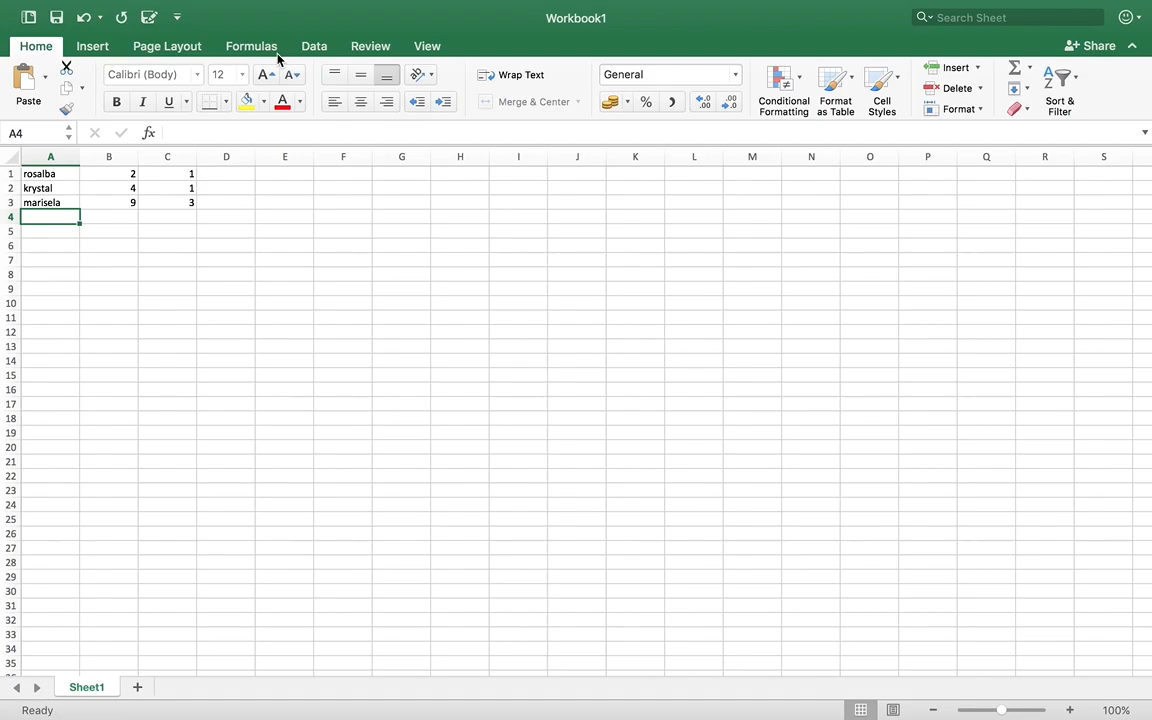 Workbook1
Search Sheet
Home Insert Page Layout Formulas Data Review View
Share
Paste
Calibri (Body) 12
A A
Wrap Text
General
B I U A
Merge & Center
% .00 .0
Conditional Formatting
Format as Table
Cell Styles
Insert
Delete
Format
Sort & Filter
A4 fx
A B C D E F G H I J K L M N O P Q R S
1 rosalba 2 1
2 krystal 4 1
3 marisela 9 3
4
5
6
7
8
9
10
11
12
13
14
15
16
17
18
19
20
21
22
23
24
25
26
27
28
29
30
31
32
33
34
35
Sheet1
Ready
100%